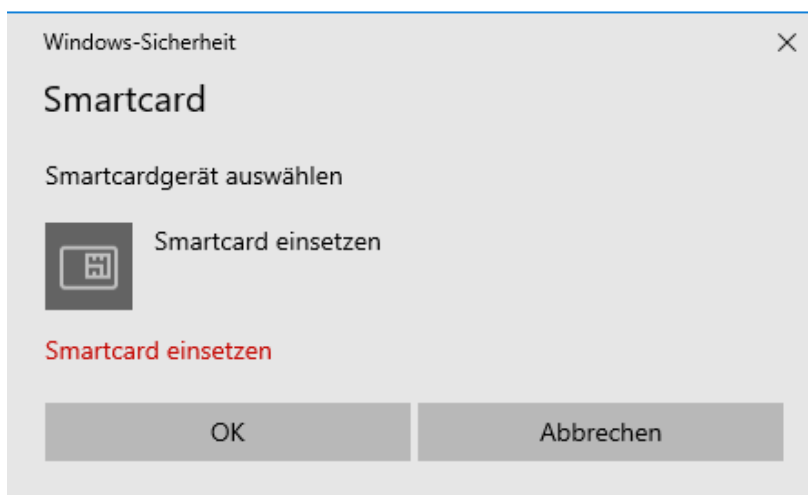 Windows-Sicherheit
Smartcard
Smartcardgerät auswählen
Smartcard einsetzen
Smartcard einsetzen
OK Abbrechen